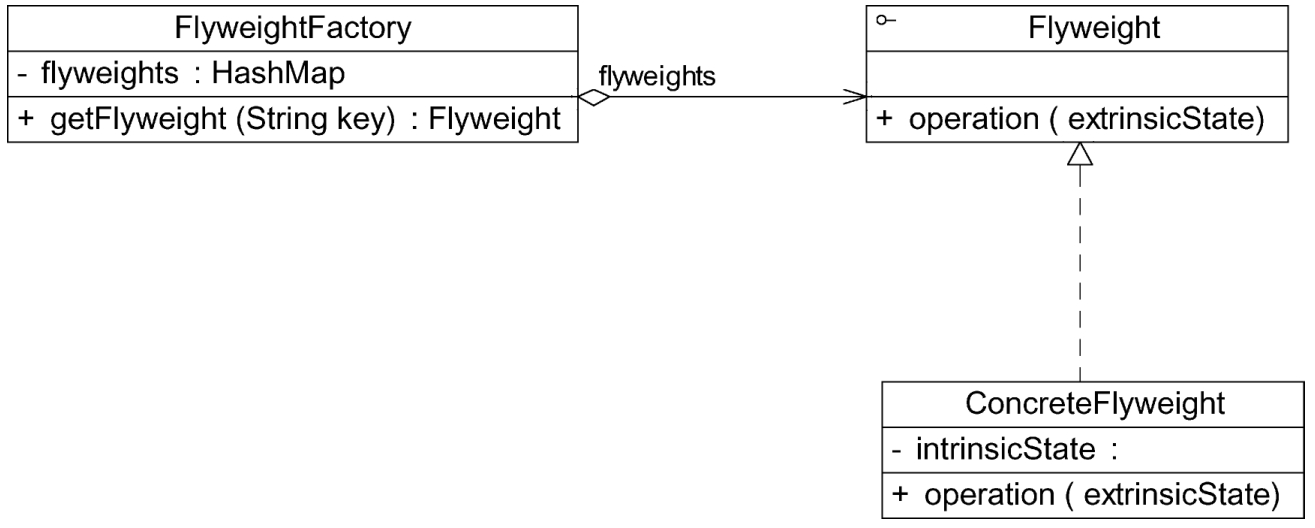 FlyweightFactory
- flyweights : HashMap
+ getFlyweight (String key) : Flyweight
flyweights
Flyweight
+ operation ( extrinsicState)
ConcreteFlyweight
- intrinsicState :
+ operation ( extrinsicState)